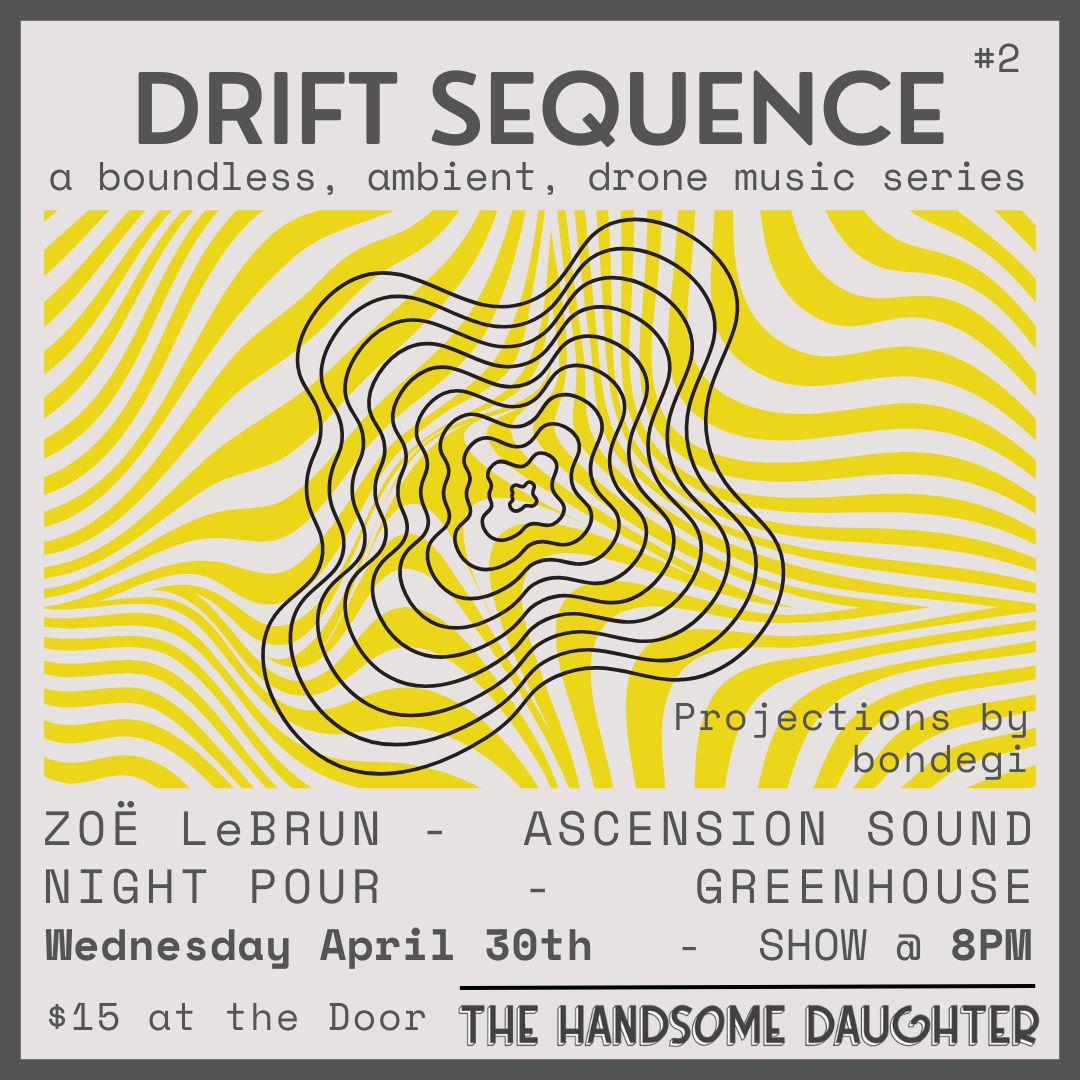 #2
DRIFT SEQUENCE
a boundless, ambient, drone music series
Projections by
bondegi
ZOË LeBRUN - ASCENSION SOUND
NIGHT POUR - GREENHOUSE
Wednesday April 30th - SHOW @ 8PM
$15 at the Door THE HANDSOME DAUGHTER